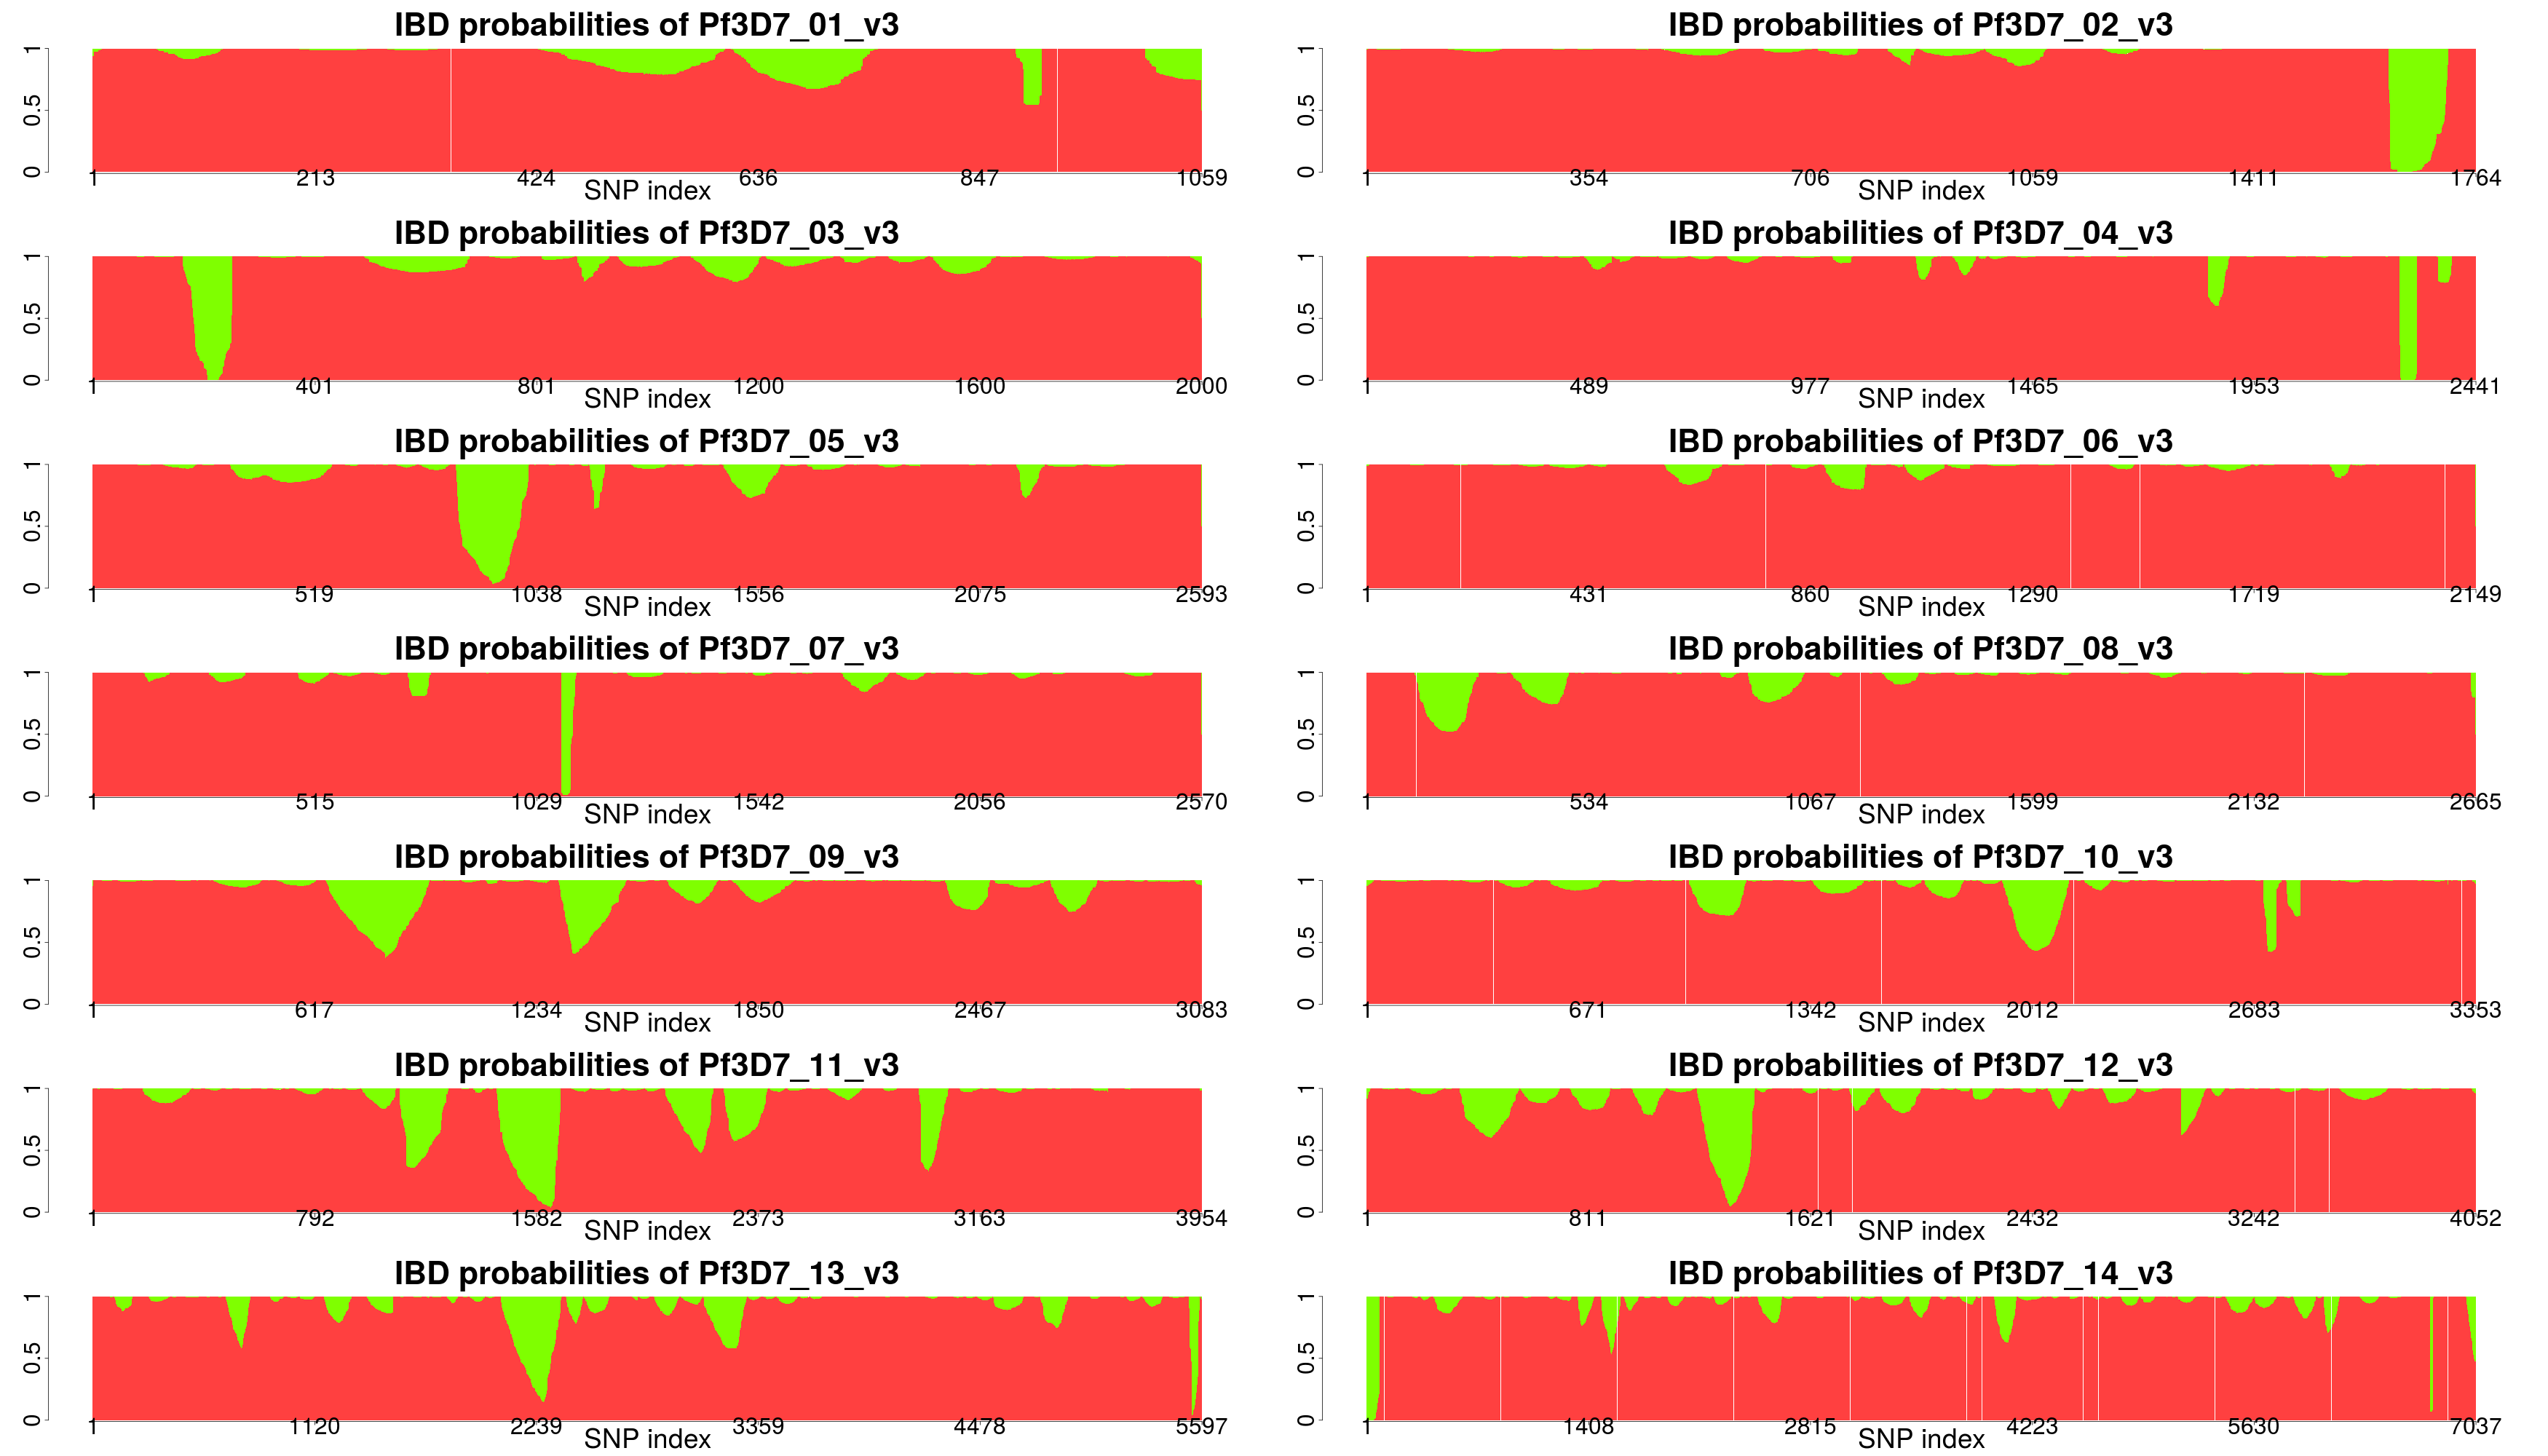 IBD probabilities of Pf3D7_01_v3
0 0.5 1
1 213 424 636 847 1059
SNP index
IBD probabilities of Pf3D7_02_v3
0 0.5 1
1 354 706 1059 1411 1764
SNP index
IBD probabilities of Pf3D7_03_v3
0 0.5 1
1 401 801 1200 1600 2000
SNP index
IBD probabilities of Pf3D7_04_v3
0 0.5 1
1 489 977 1465 1953 2441
SNP index
IBD probabilities of Pf3D7_05_v3
0 0.5 1
1 519 1038 1556 2075 2593
SNP index
IBD probabilities of Pf3D7_06_v3
0 0.5 1
1 431 860 1290 1719 2149
SNP index
IBD probabilities of Pf3D7_07_v3
0 0.5 1
1 515 1029 1542 2056 2570
SNP index
IBD probabilities of Pf3D7_08_v3
0 0.5 1
1 534 1067 1599 2132 2665
SNP index
IBD probabilities of Pf3D7_09_v3
0 0.5 1
1 617 1234 1850 2467 3083
SNP index
IBD probabilities of Pf3D7_10_v3
0 0.5 1
1 671 1342 2012 2683 3353
SNP index
IBD probabilities of Pf3D7_11_v3
0 0.5 1
1 792 1582 2373 3163 3954
SNP index
IBD probabilities of Pf3D7_12_v3
0 0.5 1
1 811 1621 2432 3242 4052
SNP index
IBD probabilities of Pf3D7_13_v3
0 0.5 1
1 1120 2239 3359 4478 5597
SNP index
IBD probabilities of Pf3D7_14_v3
0 0.5 1
1 1408 2815 4223 5630 7037
SNP index